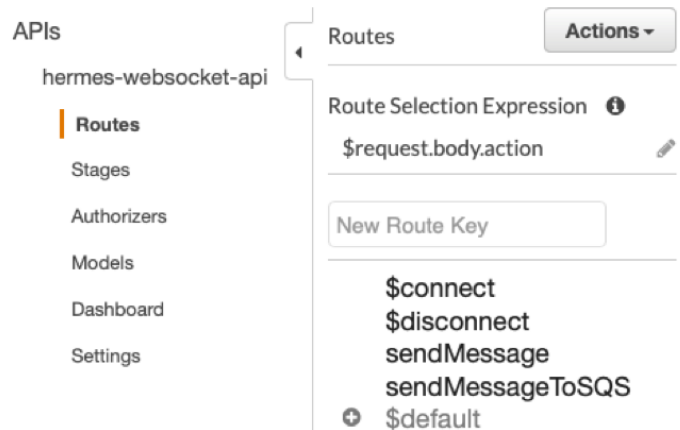 APIs
hermes-websocket-api
Routes
Stages
Authorizers
Models
Dashboard
Settings
Routes
Actions
Route Selection Expression
$request.body.action
New Route Key
$connect
$disconnect
sendMessage
sendMessageToSQS
$default